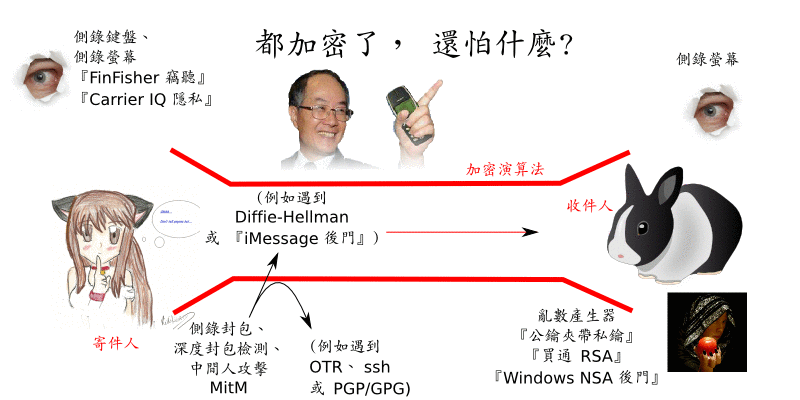 都加密了， 還怕什麼?
側錄鍵盤、
側錄螢幕
『FinFisher 竊聽』
『Carrier IQ 隱私』
側錄螢幕
加密演算法
(例如遇到
Diffie-Hellman
或 『iMessage 後門』)
收件人
寄件人
側錄封包、
深度封包檢測、
中間人攻擊
MitM
(例如遇到
OTR、 ssh
或 PGP/GPG)
亂數產生器
『公鑰夾帶私鑰』
『買通 RSA』
『Windows NSA 後門』